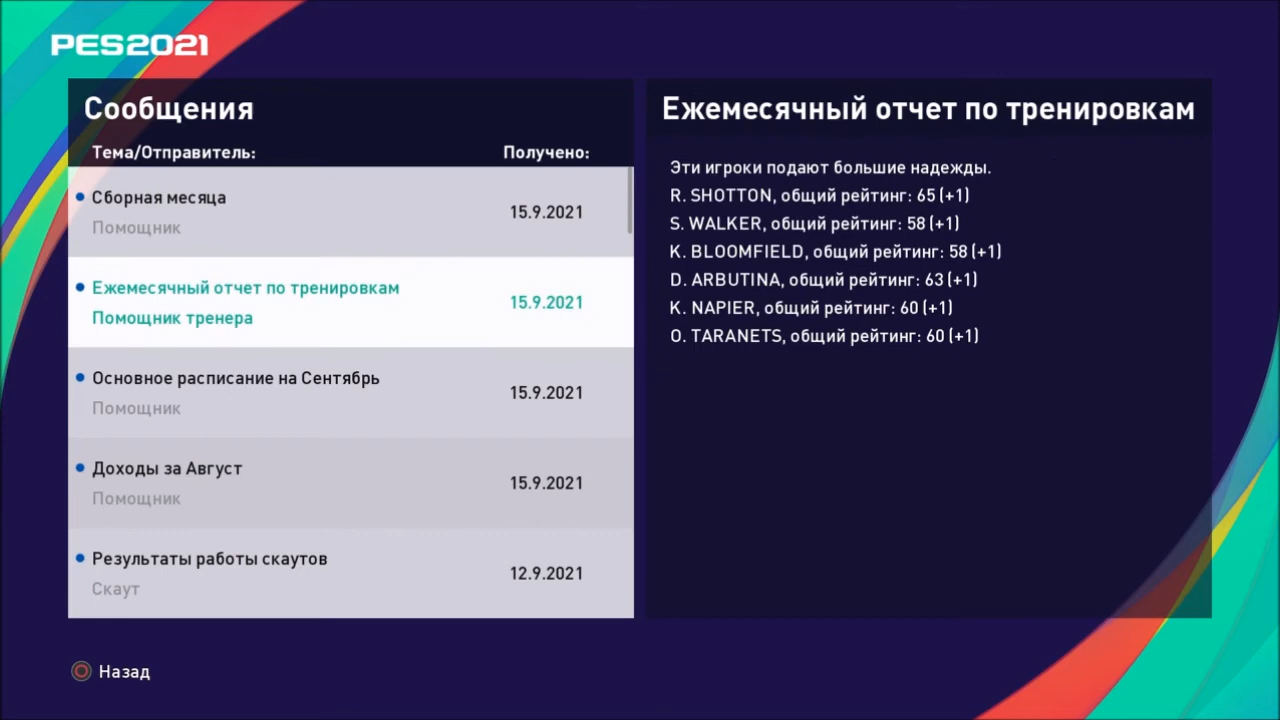 PES2021
Сообщения
Тема/Отправитель: Получено:
Сборная месяца
Помощник
15.9.2021
Ежемесячный отчет по тренировкам
Помощник тренера
15.9.2021
Основное расписание на Сентябрь
Помощник
15.9.2021
Доходы за Август
Помощник
15.9.2021
Результаты работы скаутов
Скаут
12.9.2021
Ежемесячный отчет по тренировкам
Эти игроки подают большие надежды.
R. SHOTTON, общий рейтинг: 65 (+1)
S. WALKER, общий рейтинг: 58 (+1)
K. BLOOMFIELD, общий рейтинг: 58 (+1)
D. ARBUTINA, общий рейтинг: 63 (+1)
K. NAPIER, общий рейтинг: 60 (+1)
O. TARANETS, общий рейтинг: 60 (+1)
Назад